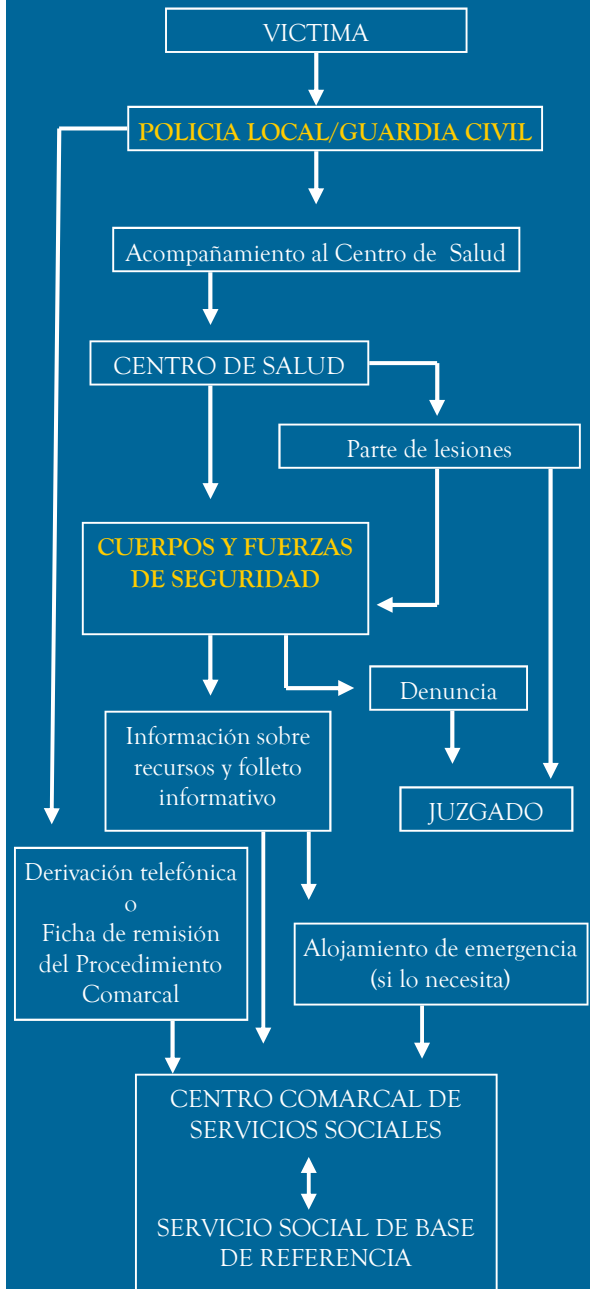 VICTIMA
POLICIA LOCAL/GUARDIA CIVIL
Acompañamiento al Centro de Salud
CENTRO DE SALUD
Parte de lesiones
CUERPOS Y FUERZAS
DE SEGURIDAD
Denuncia
Información sobre
recursos y folleto
informativo
JUZGADO
Derivación telefónica
o
Ficha de remisión
del Procedimiento
Comarcal
Alojamiento de emergencia
(si lo necesita)
CENTRO COMARCAL DE
SERVICIOS SOCIALES
SERVICIO SOCIAL DE BASE
DE REFERENCIA